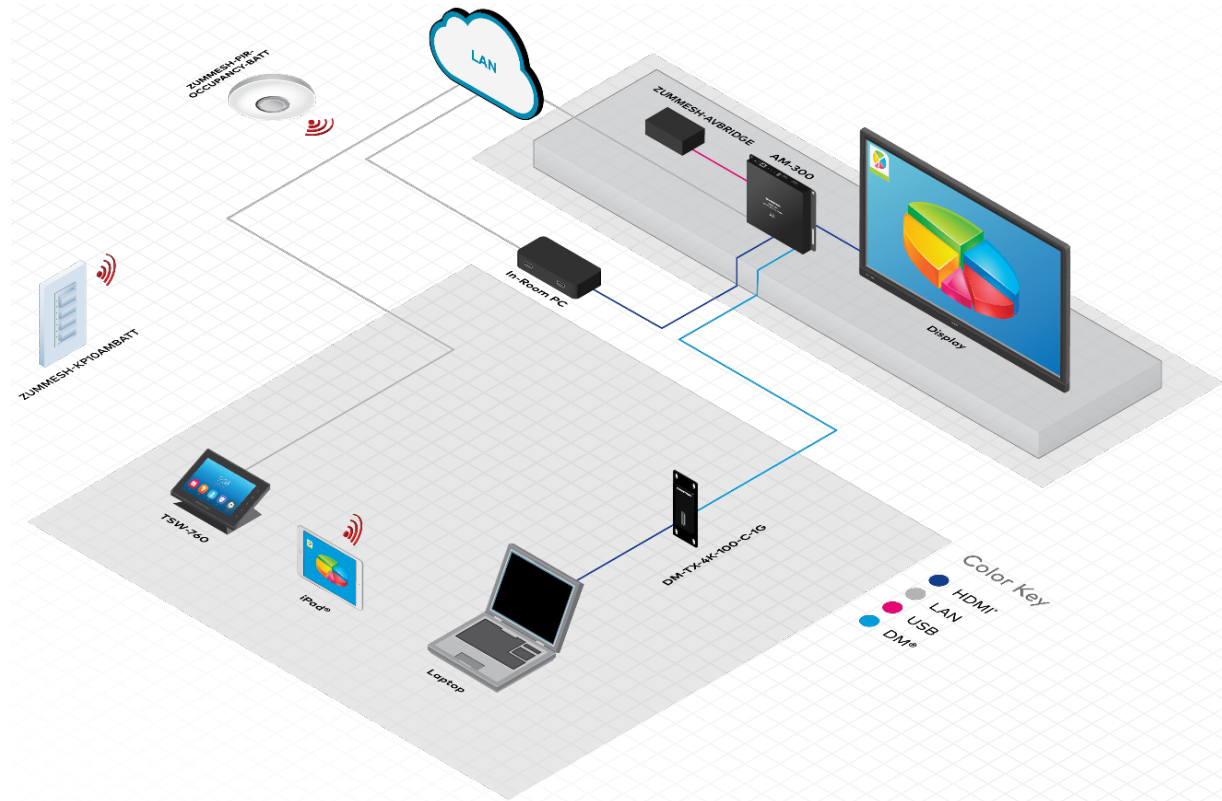 ZUMMESH-PIR-
OCCUPANCY-BATT
LAN
ZUMMESH-AVBRIDGE
AM-300
In-Room PC
Display
ZUMMESH-KP10AMBATT
TSW-760
iPad®
Laptop
DM-TX-4K-100-C-1G
Color Key
HDMI®
LAN
USB
DM®